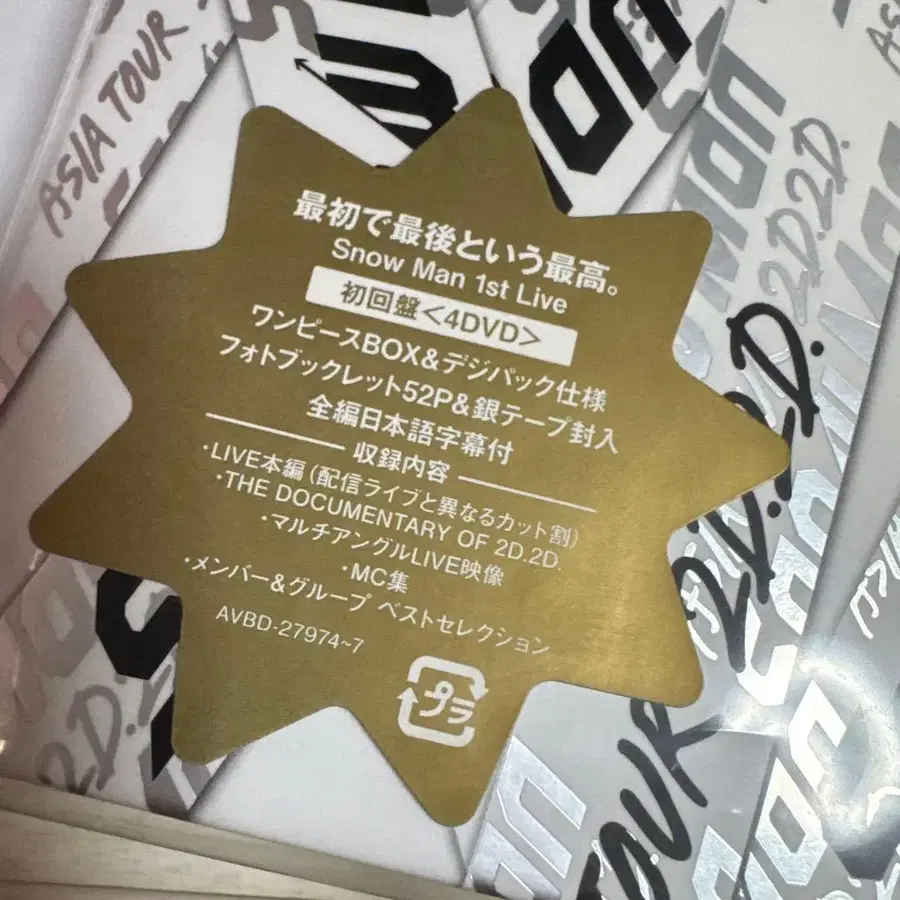 ASIA TOUR
最初で最後という最高。
Snow Man 1st Live
初回盤<4DVD>
ワンピースBOX&デジパック仕様
フォトブックレット52P&銀テープ封入
全編日本語字幕付
収録内容
・LIVE本編(配信ライブと異なるカット割)
・THE DOCUMENTARY OF 2D.2D.
・マルチアングルLIVE映像
・MC集
・メンバー&グループ ベストセレクション
AVBD-27974~7
プラ
2D.2D.
2D.2D.
TOUR